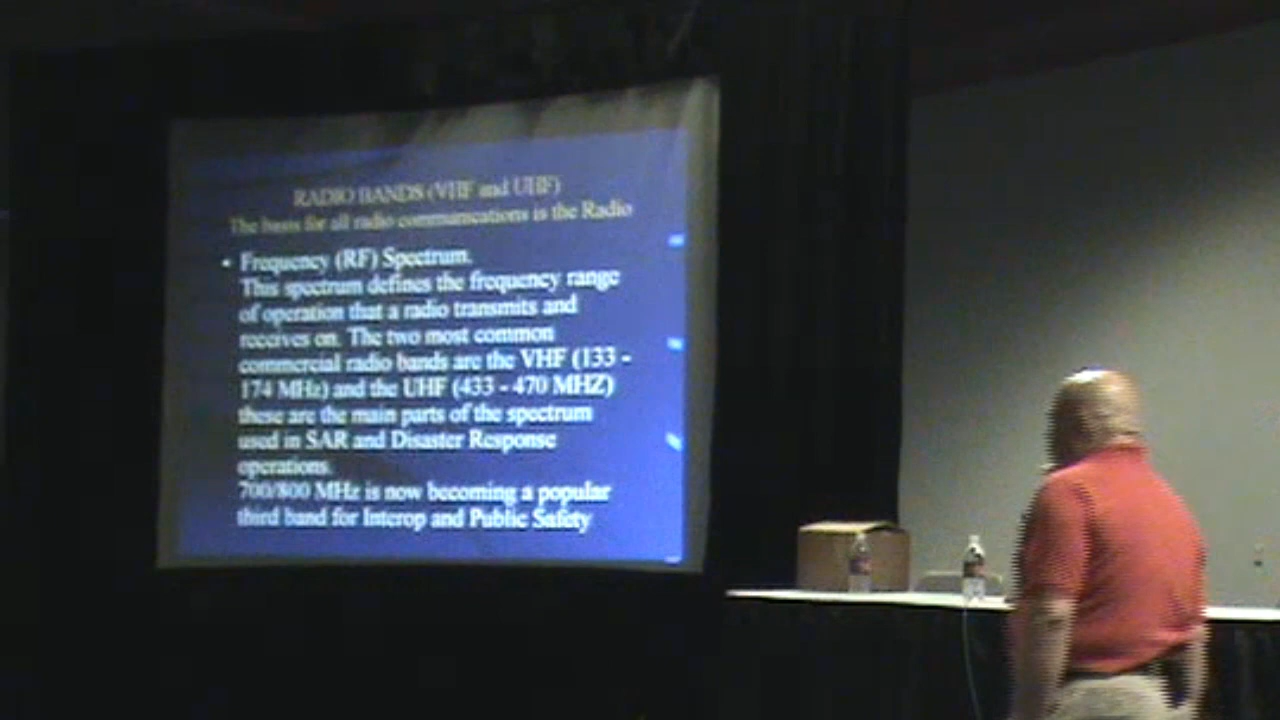 RADIO BANDS (VHF and UHF)
The basis for all radio communications is the Radio
• Frequency (RF) Spectrum.
This spectrum defines the frequency range
of operation that a radio transmits and
receives on. The two most common
commercial radio bands are the VHF (133 -
174 MHz) and the UHF (433 - 470 MHZ)
these are the main parts of the spectrum
used in SAR and Disaster Response
operations.
700/800 MHz is now becoming a popular
third band for Interop and Public Safety